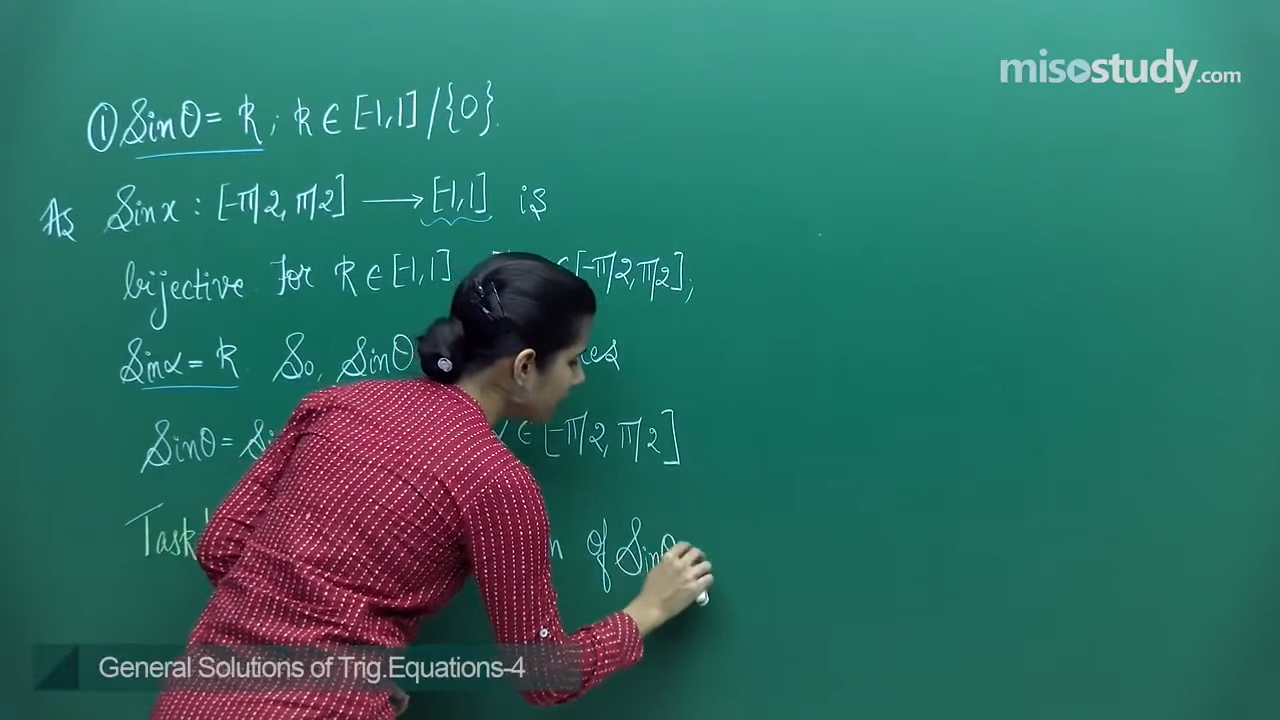 misostudy.com
① Sinθ = k ; k ∈ [-1,1] / {0}.
As Sinx : [-π/2, π/2] → [-1,1] is
bijective. For k ∈ [-1,1] ∈ [-π/2, π/2] ;
Sinα = k. So, Sinθ
Sinθ = ∈ [-π/2, π/2]
Task of Sinθ
General Solutions of Trig.Equations-4